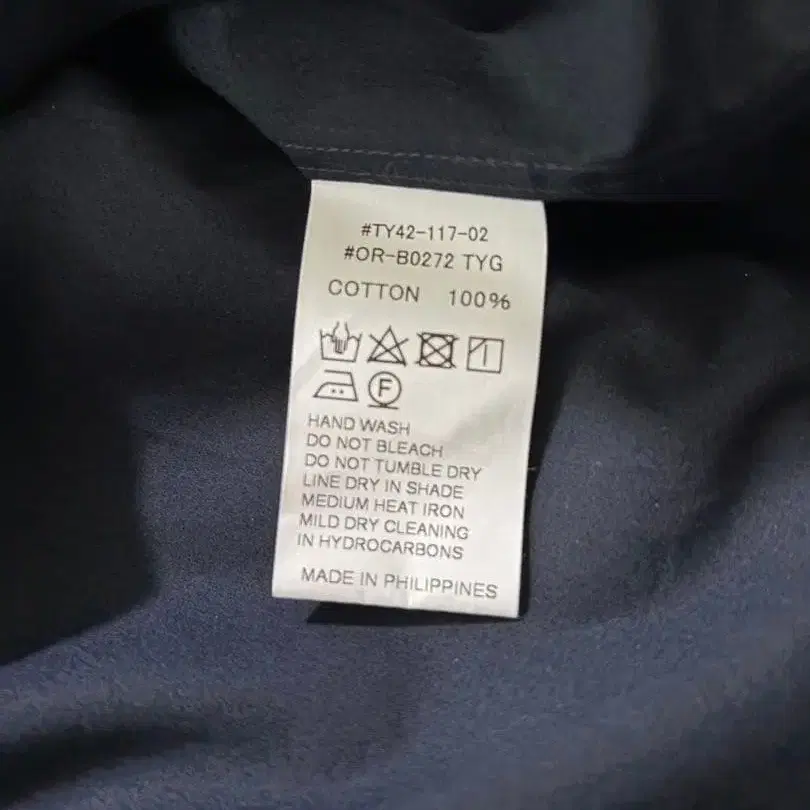 #TY42-117-02
#OR-B0272 TYG
COTTON 100%
F
HAND WASH
DO NOT BLEACH
DO NOT TUMBLE DRY
LINE DRY IN SHADE
MEDIUM HEAT IRON
MILD DRY CLEANING
IN HYDROCARBONS
MADE IN PHILIPPINES